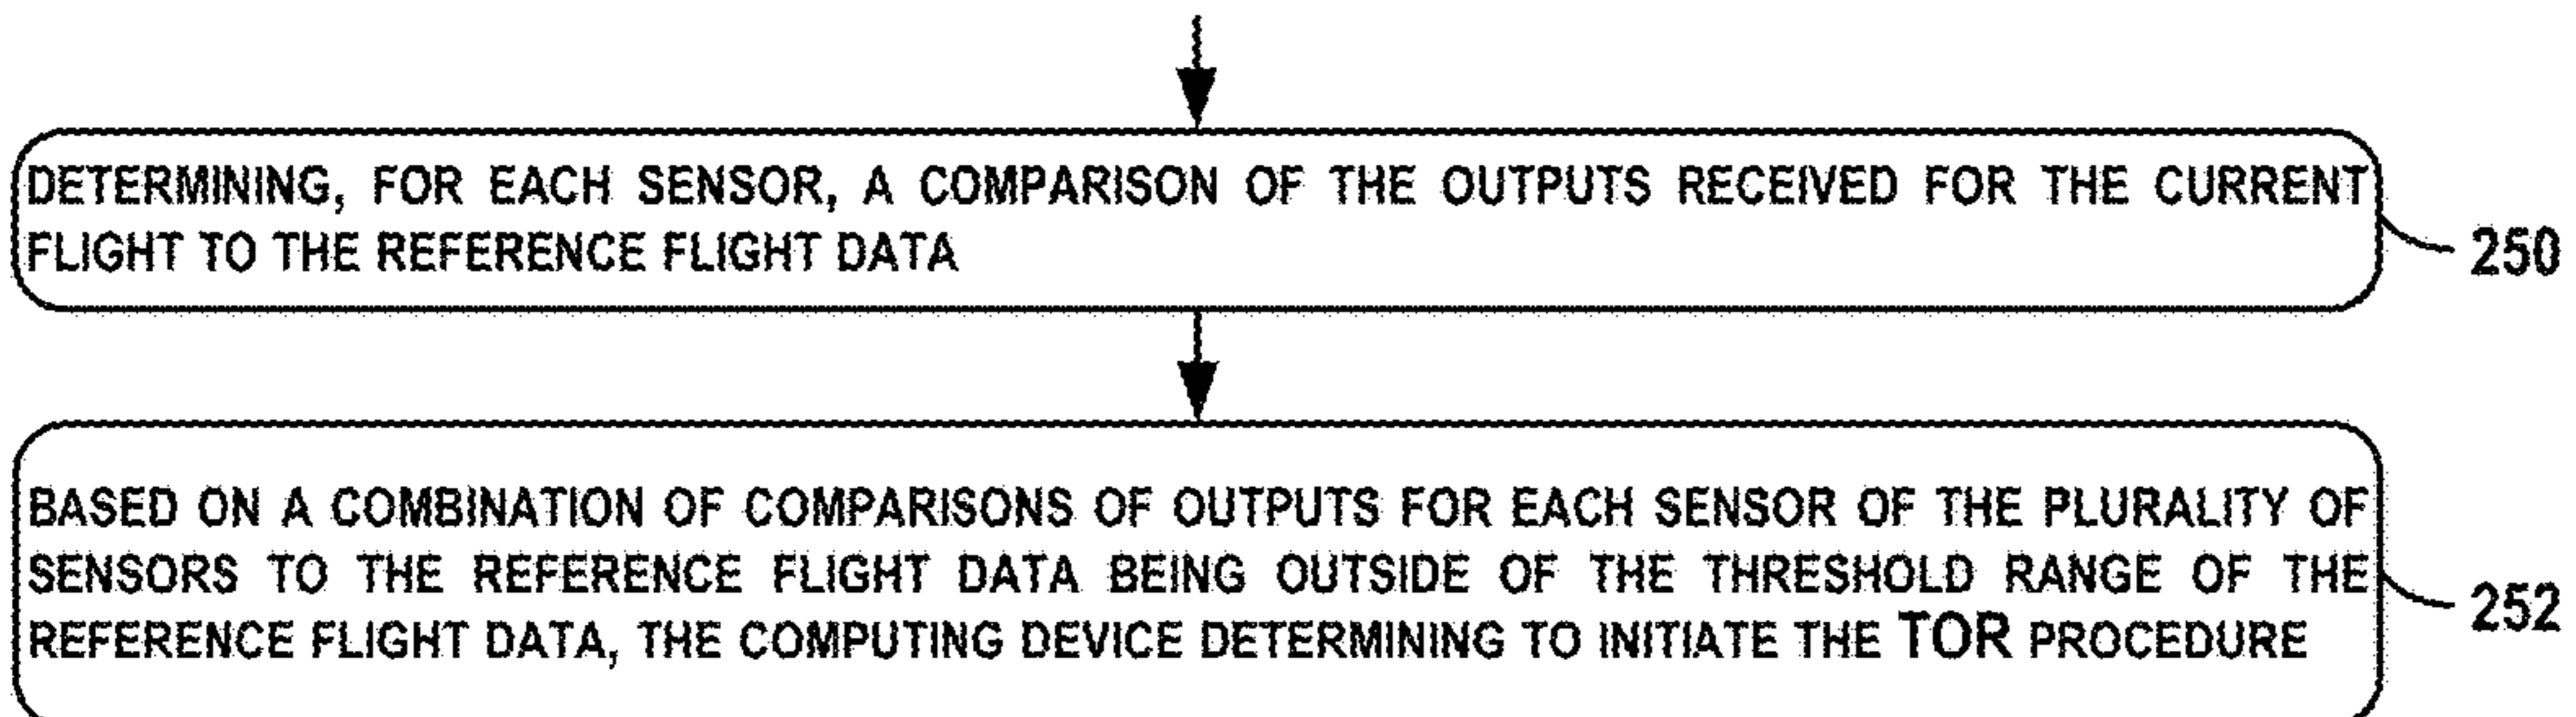 DETERMINING, FOR EACH SENSOR, A COMPARISON OF THE OUTPUTS RECEIVED FOR THE CURRENT
FLIGHT TO THE REFERENCE FLIGHT DATA
250
BASED ON A COMBINATION OF COMPARISONS OF OUTPUTS FOR EACH SENSOR OF THE PLURALITY OF
SENSORS TO THE REFERENCE FLIGHT DATA BEING OUTSIDE OF THE THRESHOLD RANGE OF THE
REFERENCE FLIGHT DATA, THE COMPUTING DEVICE DETERMINING TO INITIATE THE TOR PROCEDURE
252